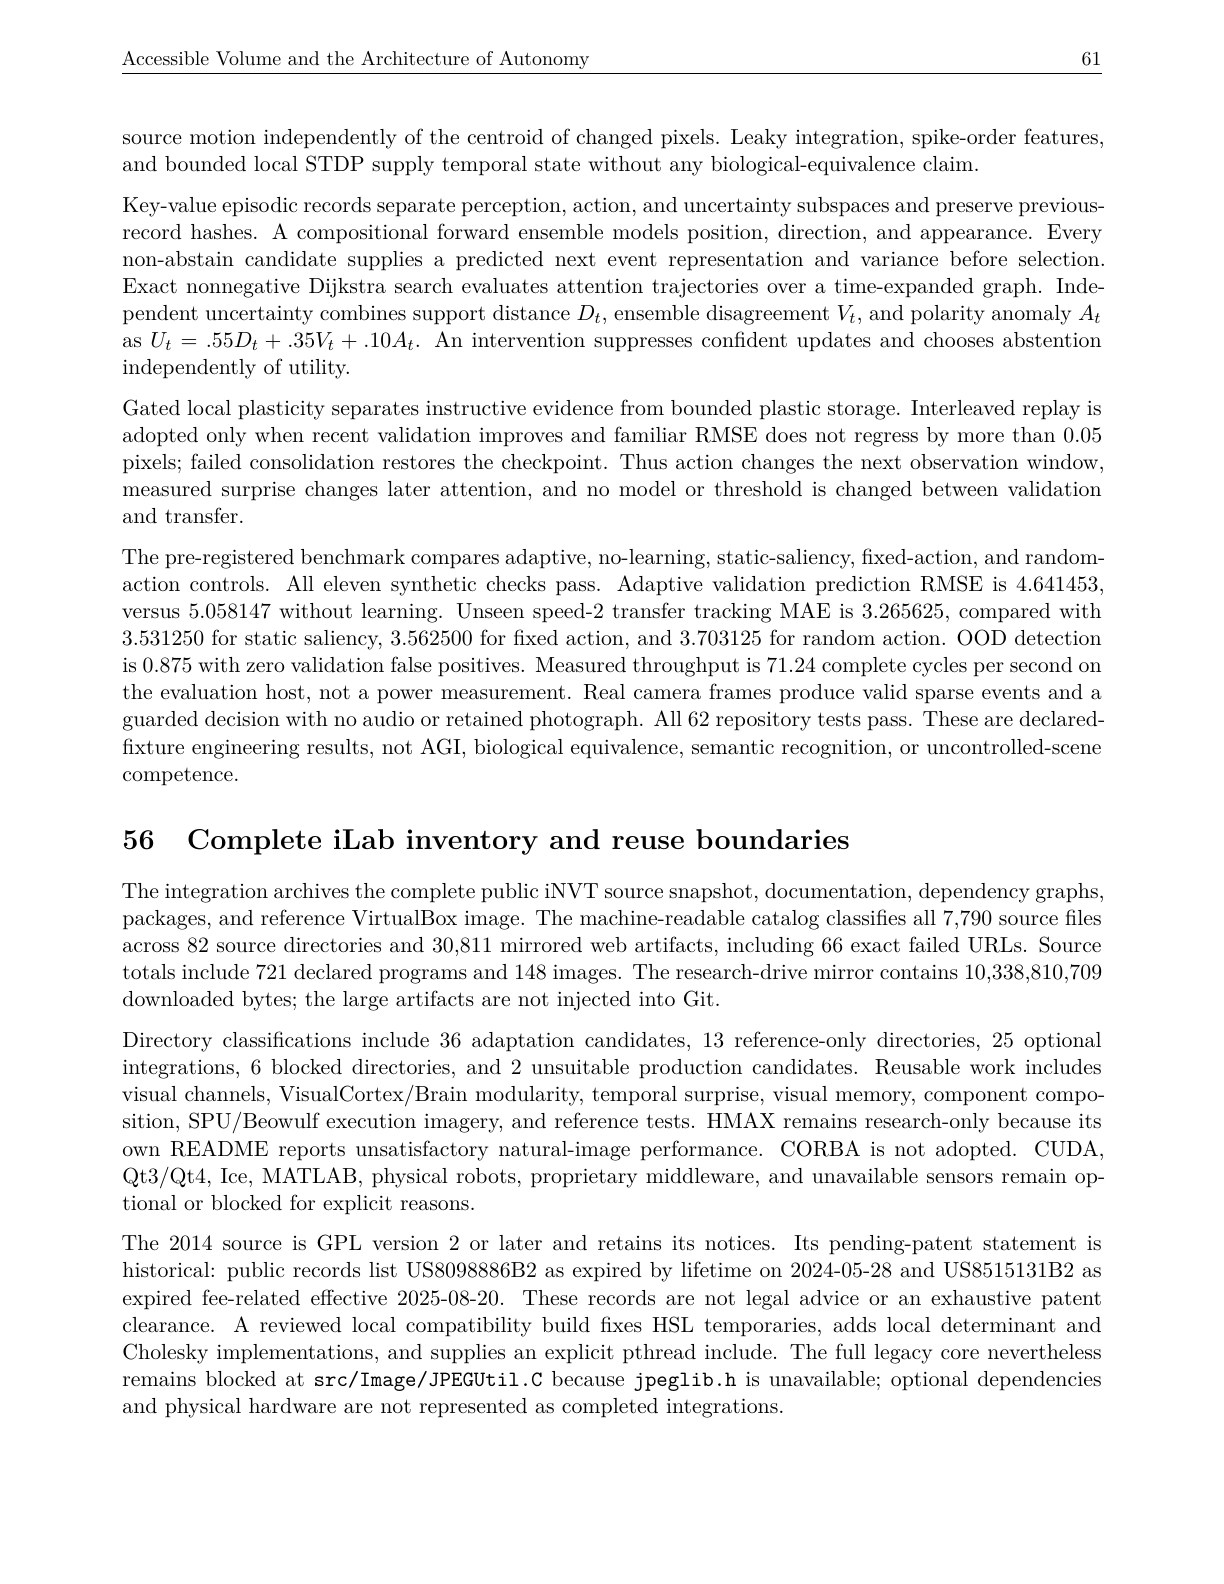 Accessible Volume and the Architecture of Autonomy 61
source motion independently of the centroid of changed pixels. Leaky integration, spike-order features,
and bounded local STDP supply temporal state without any biological-equivalence claim.
Key-value episodic records separate perception, action, and uncertainty subspaces and preserve previous-
record hashes. A compositional forward ensemble models position, direction, and appearance. Every
non-abstain candidate supplies a predicted next event representation and variance before selection.
Exact nonnegative Dijkstra search evaluates attention trajectories over a time-expanded graph. Inde-
pendent uncertainty combines support distance D_t, ensemble disagreement V_t, and polarity anomaly A_t
as U_t = .55D_t + .35V_t + .10A_t. An intervention suppresses confident updates and chooses abstention
independently of utility.
Gated local plasticity separates instructive evidence from bounded plastic storage. Interleaved replay is
adopted only when recent validation improves and familiar RMSE does not regress by more than 0.05
pixels; failed consolidation restores the checkpoint. Thus action changes the next observation window,
measured surprise changes later attention, and no model or threshold is changed between validation
and transfer.
The pre-registered benchmark compares adaptive, no-learning, static-saliency, fixed-action, and random-
action controls. All eleven synthetic checks pass. Adaptive validation prediction RMSE is 4.641453,
versus 5.058147 without learning. Unseen speed-2 transfer tracking MAE is 3.265625, compared with
3.531250 for static saliency, 3.562500 for fixed action, and 3.703125 for random action. OOD detection
is 0.875 with zero validation false positives. Measured throughput is 71.24 complete cycles per second on
the evaluation host, not a power measurement. Real camera frames produce valid sparse events and a
guarded decision with no audio or retained photograph. All 62 repository tests pass. These are declared-
fixture engineering results, not AGI, biological equivalence, semantic recognition, or uncontrolled-scene
competence.
56 Complete iLab inventory and reuse boundaries
The integration archives the complete public iNVT source snapshot, documentation, dependency graphs,
packages, and reference VirtualBox image. The machine-readable catalog classifies all 7,790 source files
across 82 source directories and 30,811 mirrored web artifacts, including 66 exact failed URLs. Source
totals include 721 declared programs and 148 images. The research-drive mirror contains 10,338,810,709
downloaded bytes; the large artifacts are not injected into Git.
Directory classifications include 36 adaptation candidates, 13 reference-only directories, 25 optional
integrations, 6 blocked directories, and 2 unsuitable production candidates. Reusable work includes
visual channels, VisualCortex/Brain modularity, temporal surprise, visual memory, component compo-
sition, SPU/Beowulf execution imagery, and reference tests. HMAX remains research-only because its
own README reports unsatisfactory natural-image performance. CORBA is not adopted. CUDA,
Qt3/Qt4, Ice, MATLAB, physical robots, proprietary middleware, and unavailable sensors remain op-
tional or blocked for explicit reasons.
The 2014 source is GPL version 2 or later and retains its notices. Its pending-patent statement is
historical: public records list US8098886B2 as expired by lifetime on 2024-05-28 and US8515131B2 as
expired fee-related effective 2025-08-20. These records are not legal advice or an exhaustive patent
clearance. A reviewed local compatibility build fixes HSL temporaries, adds local determinant and
Cholesky implementations, and supplies an explicit pthread include. The full legacy core nevertheless
remains blocked at src/Image/JPEGUtil.C because jpeglib.h is unavailable; optional dependencies
and physical hardware are not represented as completed integrations.